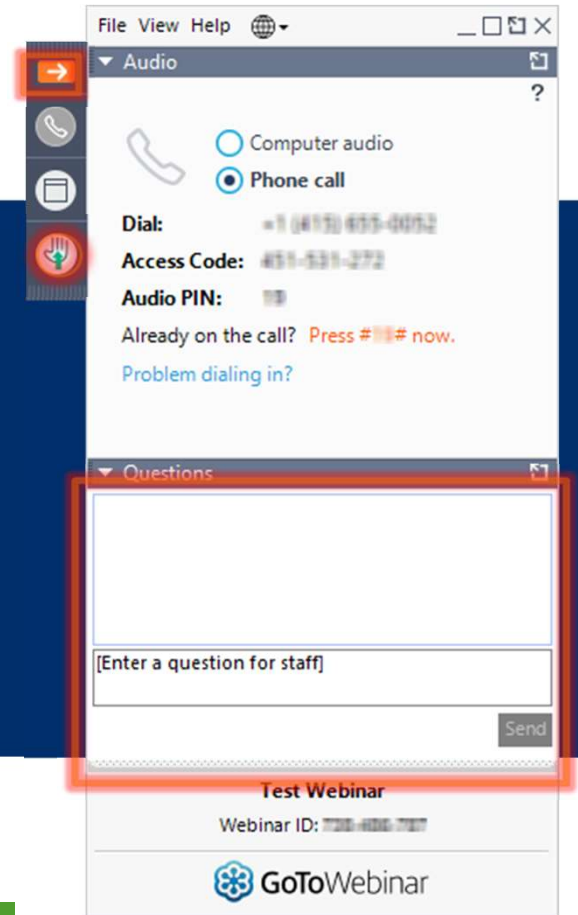 File View Help
Audio
?
Computer audio
Phone call
Dial:
Access Code:
Audio PIN:
Already on the call? Press # # now.
Problem dialing in?
Questions
[Enter a question for staff]
Send
Test Webinar
Webinar ID:
GoToWebinar